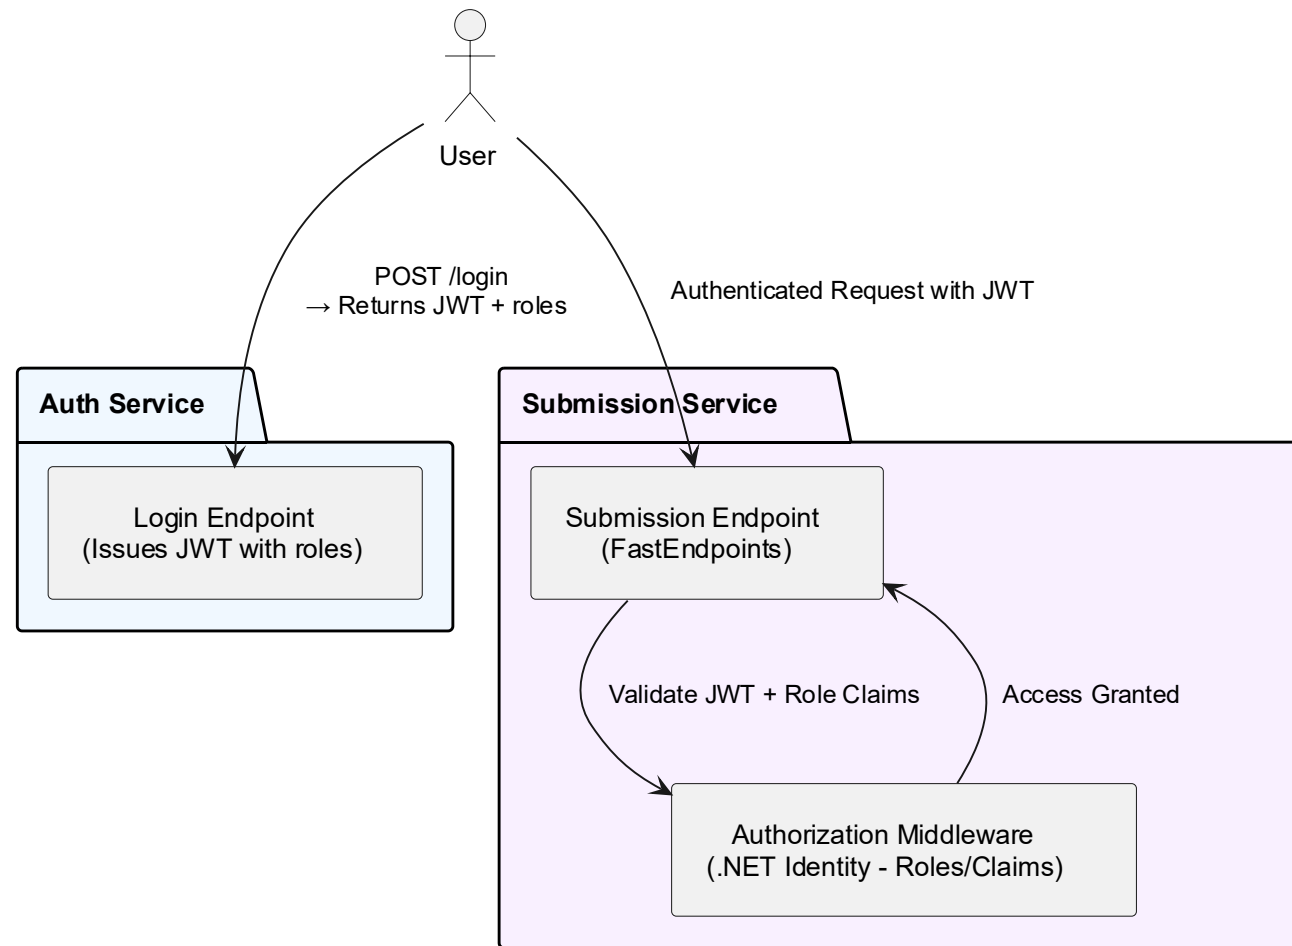 User
POST /login
→ Returns JWT + roles
Authenticated Request with JWT
Auth Service
Submission Service
Login Endpoint
(Issues JWT with roles)
Submission Endpoint
(FastEndpoints)
Validate JWT + Role Claims
Access Granted
Authorization Middleware
(.NET Identity - Roles/Claims)